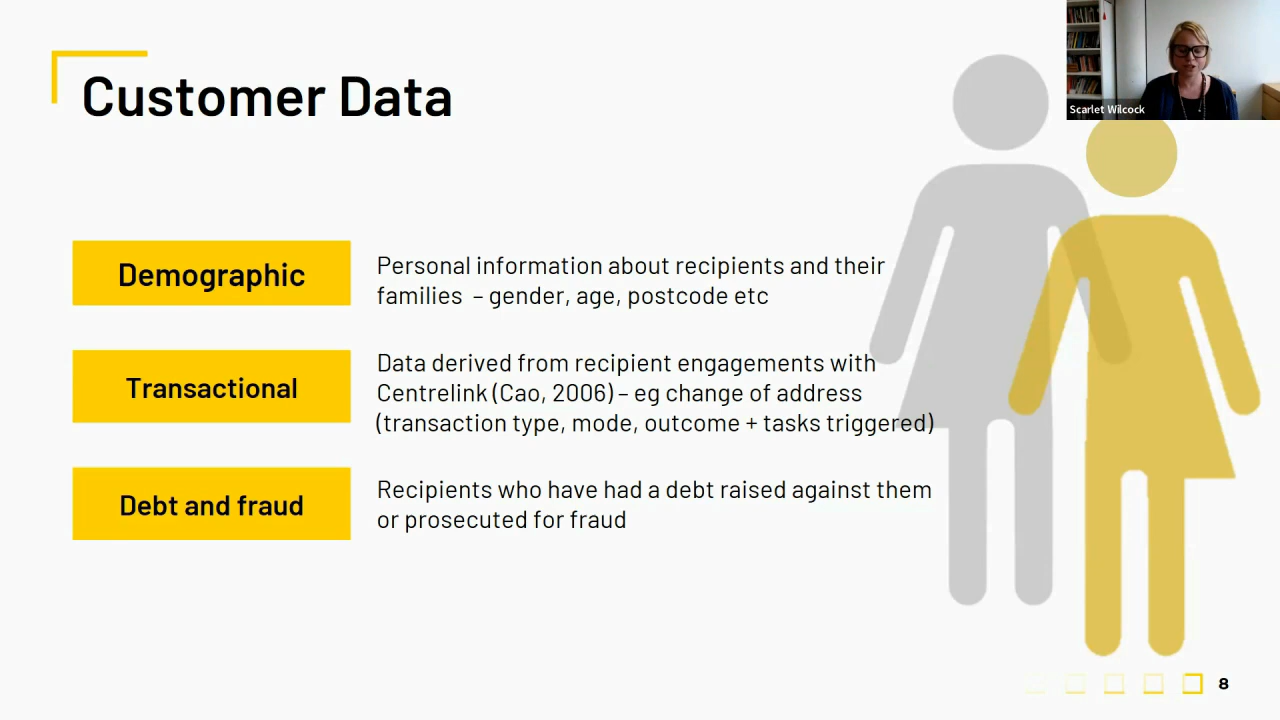 Customer Data
Scarlet Wilcock
Demographic
Personal information about recipients and their
families – gender, age, postcode etc
Transactional
Data derived from recipient engagements with
Centrelink (Cao, 2006) – eg change of address
(transaction type, mode, outcome + tasks triggered)
Debt and fraud
Recipients who have had a debt raised against them
or prosecuted for fraud
8